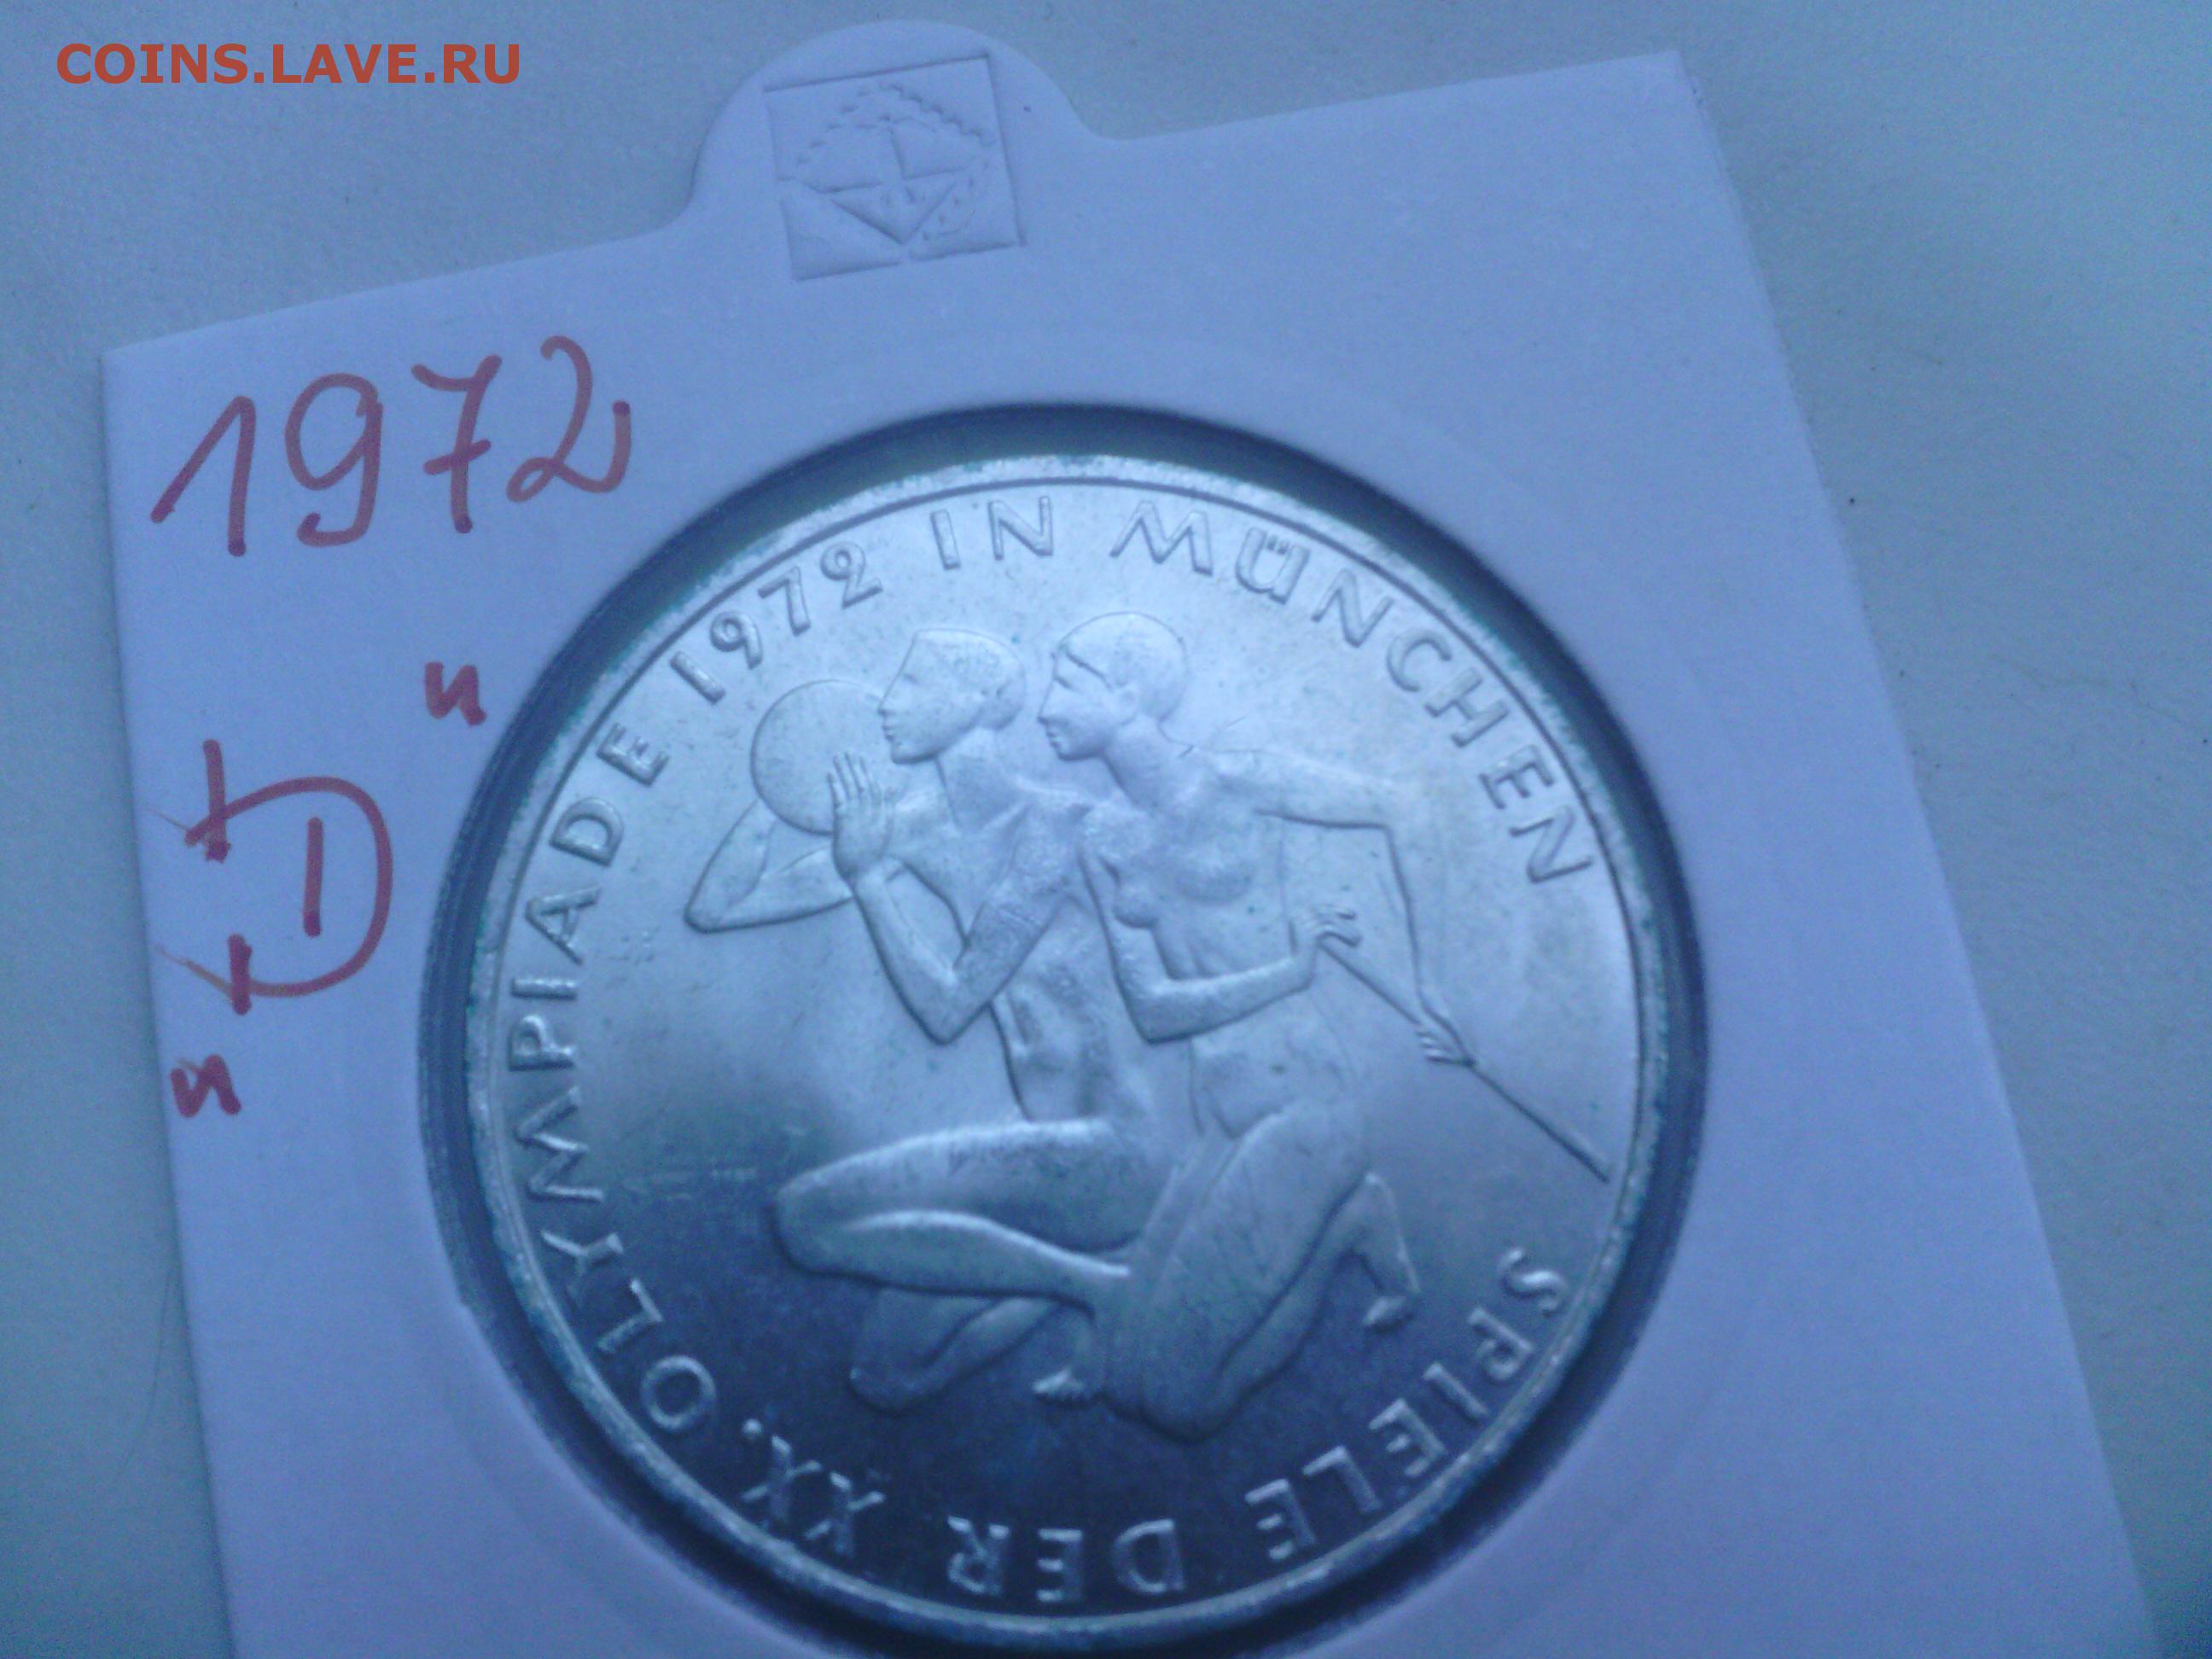 COINS.LAVE.RU
1972
"D"
SPIELE DER XX. OLYMPIADE 1972 IN MÜNCHEN